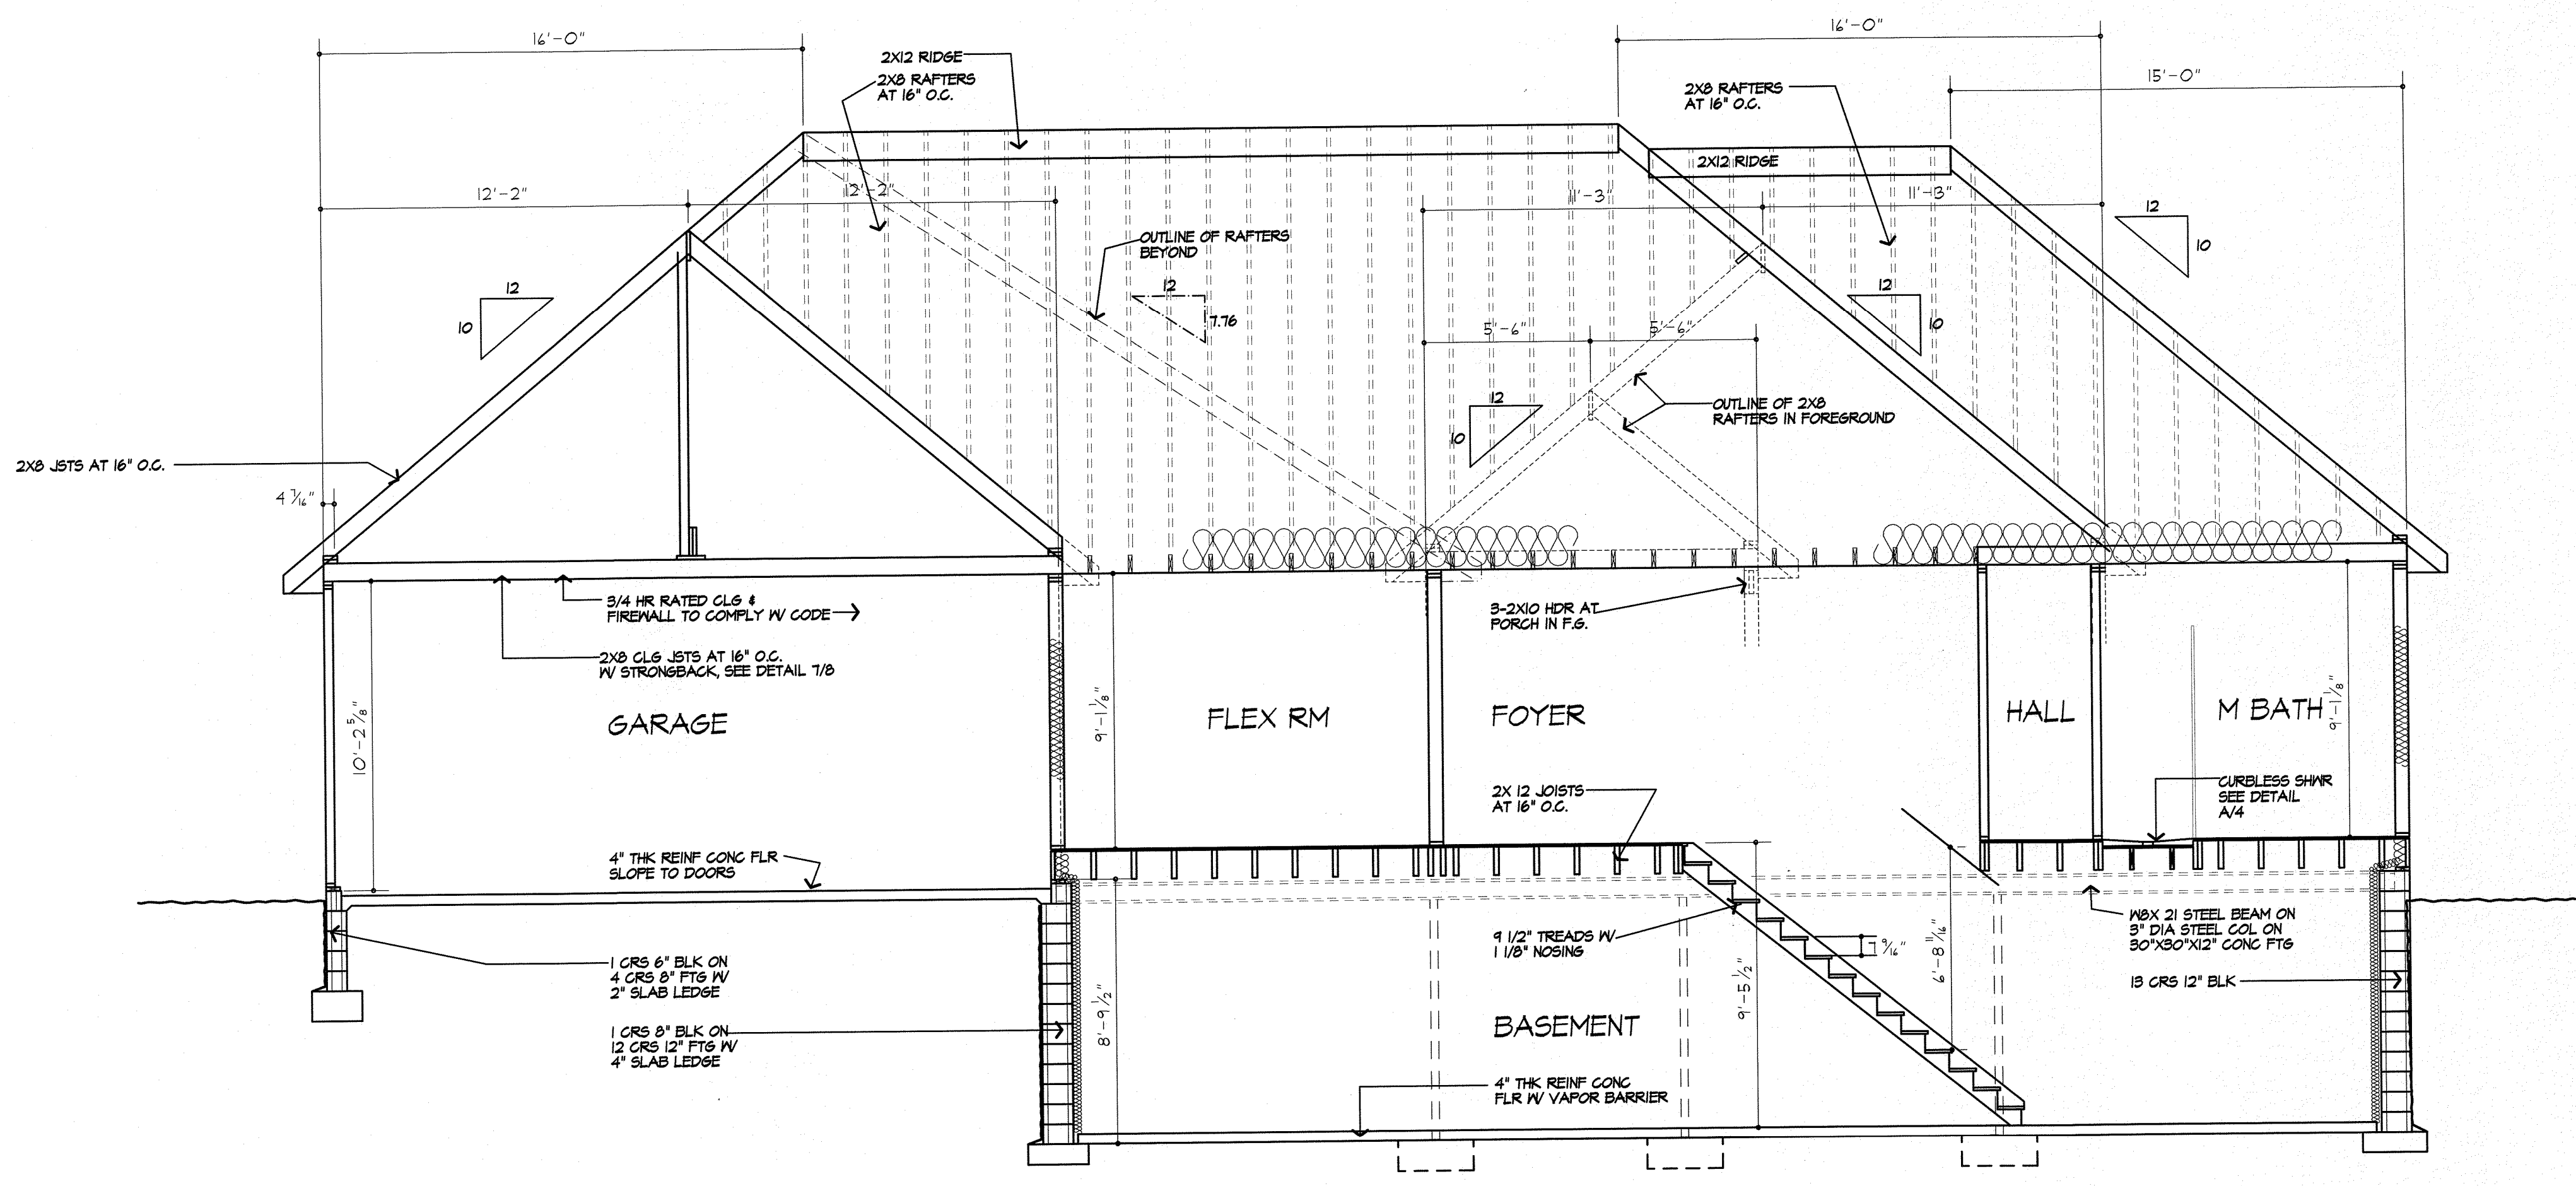 16'-0"
16'-0"
15'-0"
2X12 RIDGE
2X8 RAFTERS
AT 16" O.C.
2X8 RAFTERS
AT 16" O.C.
2X12 RIDGE
12'-2"
12'-2"
11'-3"
11'-3"
12
10
OUTLINE OF RAFTERS
BEYOND
12
10
12
7.76
12
10
5'-6"
5'-6"
12
10
OUTLINE OF 2X8
RAFTERS IN FOREGROUND
2X8 JSTS AT 16" O.C.
4 7/16"
3/4 HR RATED CLG &
FIREWALL TO COMPLY W/ CODE
3-2X10 HDR AT
PORCH IN F.G.
2X8 CLG JSTS AT 16" O.C.
W/ STRONGBACK, SEE DETAIL 7/8
10'-2 5/8"
GARAGE
9'-1 1/8"
FLEX RM
FOYER
HALL
M BATH
9'-1 1/8"
2X 12 JOISTS
AT 16" O.C.
CURBLESS SHWR
SEE DETAIL
A/4
4" THK REINF CONC FLR
SLOPE TO DOORS
W8X 21 STEEL BEAM ON
3" DIA STEEL COL ON
30"X30"X12" CONC FTG
9 1/2" TREADS W/
1 1/8" NOSING
7 9/16"
6'-8 11/16"
1 CRS 6" BLK ON
4 CRS 8" FTG W/
2" SLAB LEDGE
13 CRS 12" BLK
9'-5 1/2"
8'-9 1/2"
BASEMENT
1 CRS 8" BLK ON
12 CRS 12" FTG W/
4" SLAB LEDGE
4" THK REINF CONC
FLR W/ VAPOR BARRIER